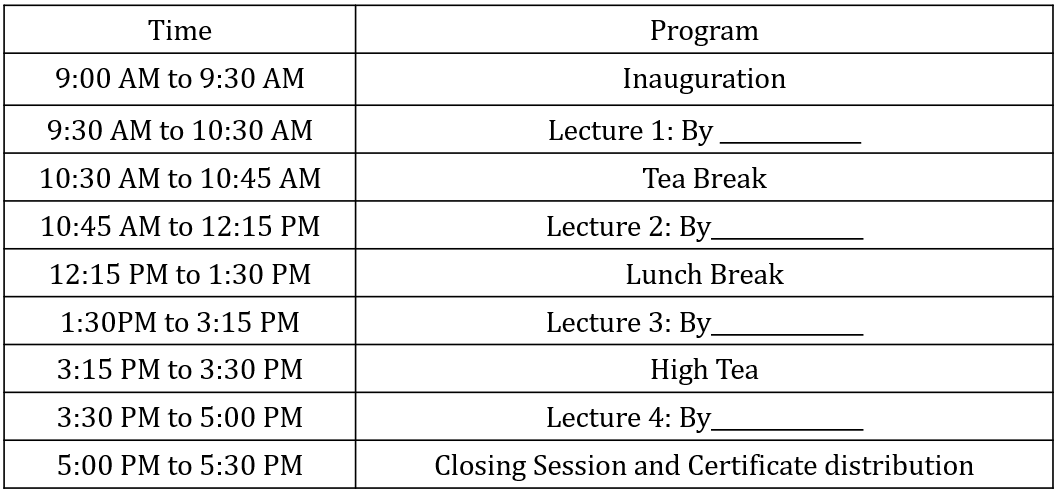 Time Program
9:00 AM to 9:30 AM Inauguration
9:30 AM to 10:30 AM Lecture 1: By ____________
10:30 AM to 10:45 AM Tea Break
10:45 AM to 12:15 PM Lecture 2: By_____________
12:15 PM to 1:30 PM Lunch Break
1:30PM to 3:15 PM Lecture 3: By_____________
3:15 PM to 3:30 PM High Tea
3:30 PM to 5:00 PM Lecture 4: By_____________
5:00 PM to 5:30 PM Closing Session and Certificate distribution